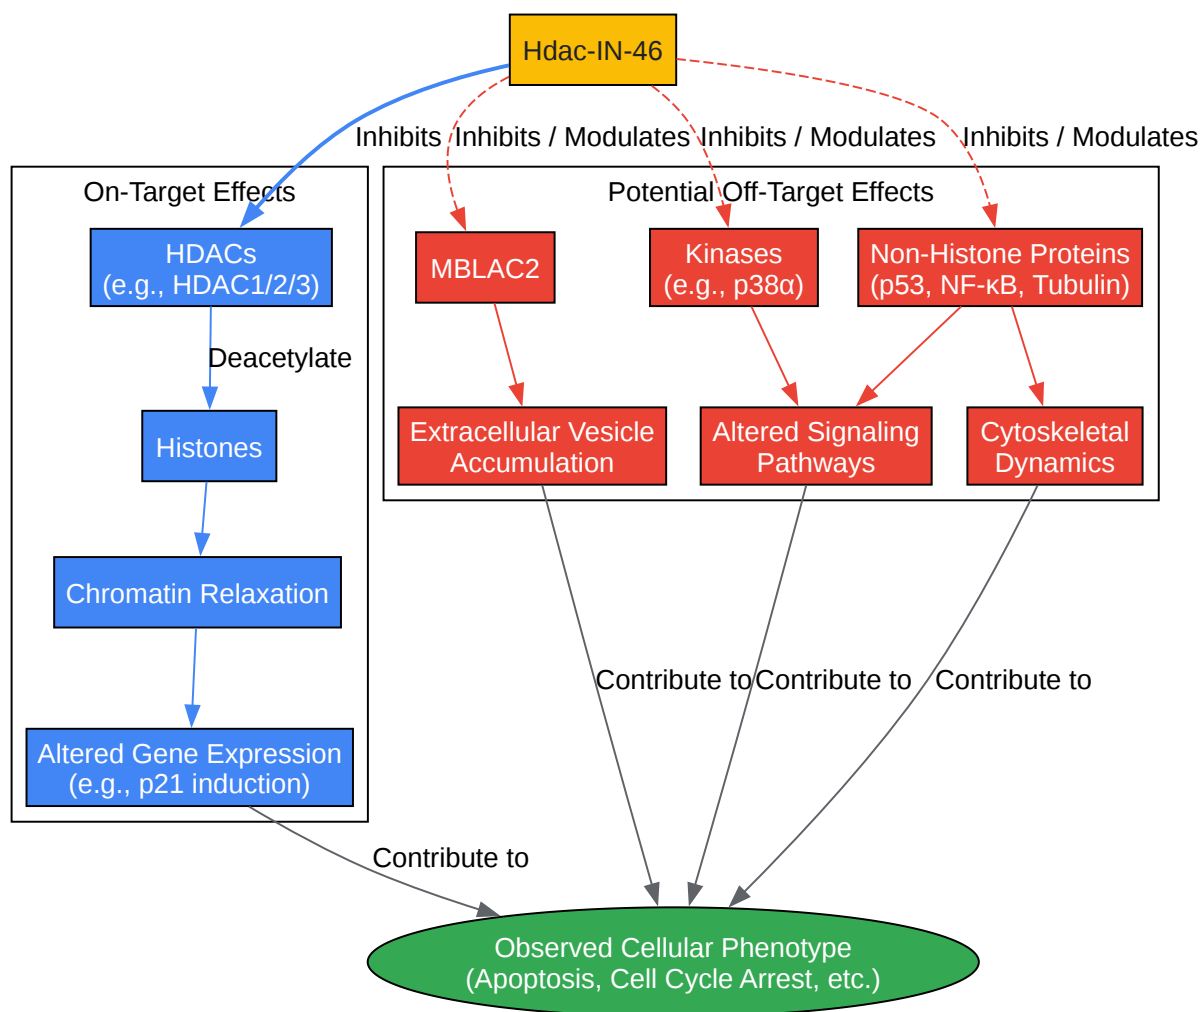 Hdac-IN-46
Inhibits
Inhibits / Modulates
Inhibits / Modulates
Inhibits / Modulates
On-Target Effects
Potential Off-Target Effects
HDACs
(e.g., HDAC1/2/3)
MBLAC2
Kinases
(e.g., p38α)
Non-Histone Proteins
(p53, NF-κB, Tubulin)
Deacetylate
Histones
Extracellular Vesicle
Accumulation
Altered Signaling
Pathways
Cytoskeletal
Dynamics
Chromatin Relaxation
Contribute to
Contribute to
Contribute to
Altered Gene Expression
(e.g., p21 induction)
Contribute to
Observed Cellular Phenotype
(Apoptosis, Cell Cycle Arrest, etc.)